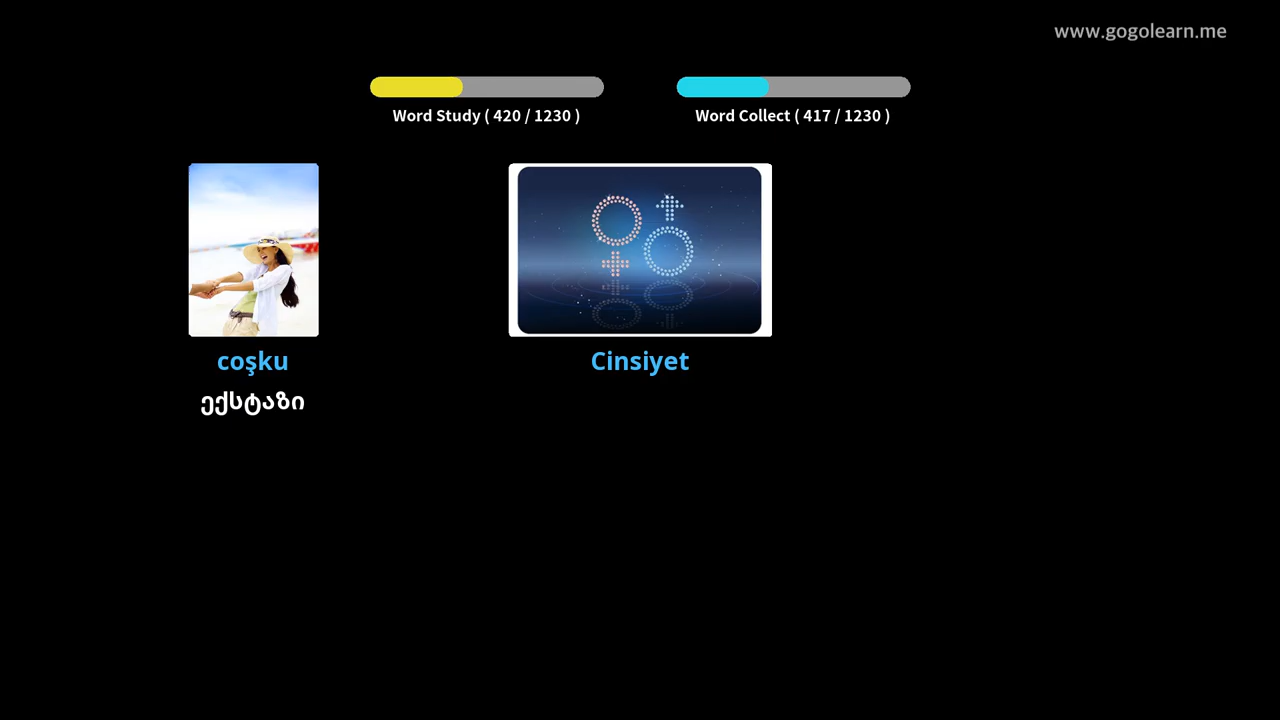 www.gogolearn.me
Word Study ( 420 / 1230 )
Word Collect ( 417 / 1230 )
coşku
Cinsiyet
ექსტაზი